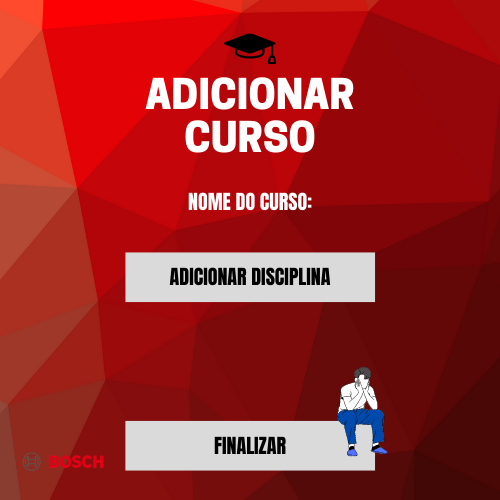 ADICIONAR
CURSO
NOME DO CURSO:
ADICIONAR DISCIPLINA
FINALIZAR
BOSCH